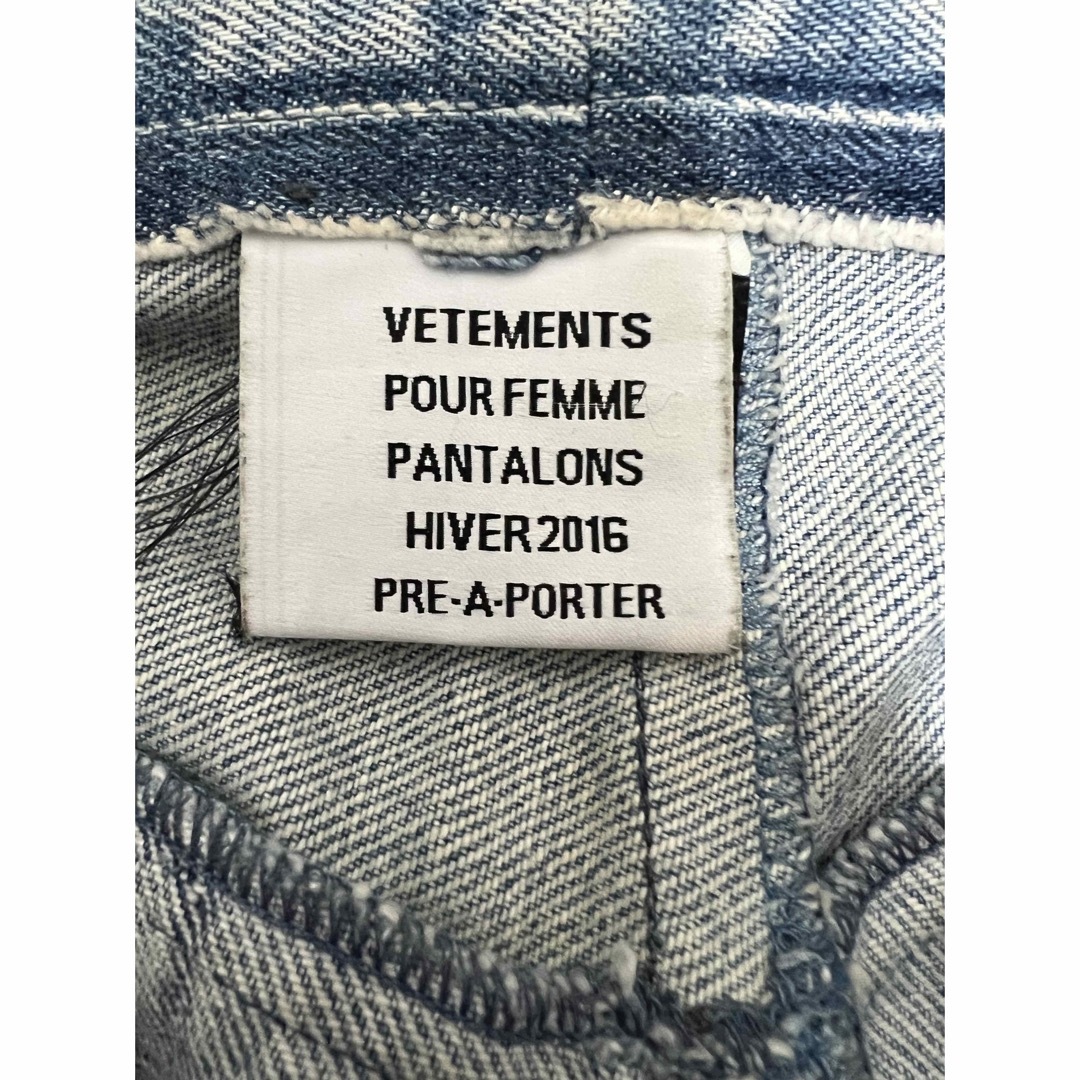 VETEMENTS
POUR FEMME
PANTALONS
HIVER 2016
PRE-A-PORTER